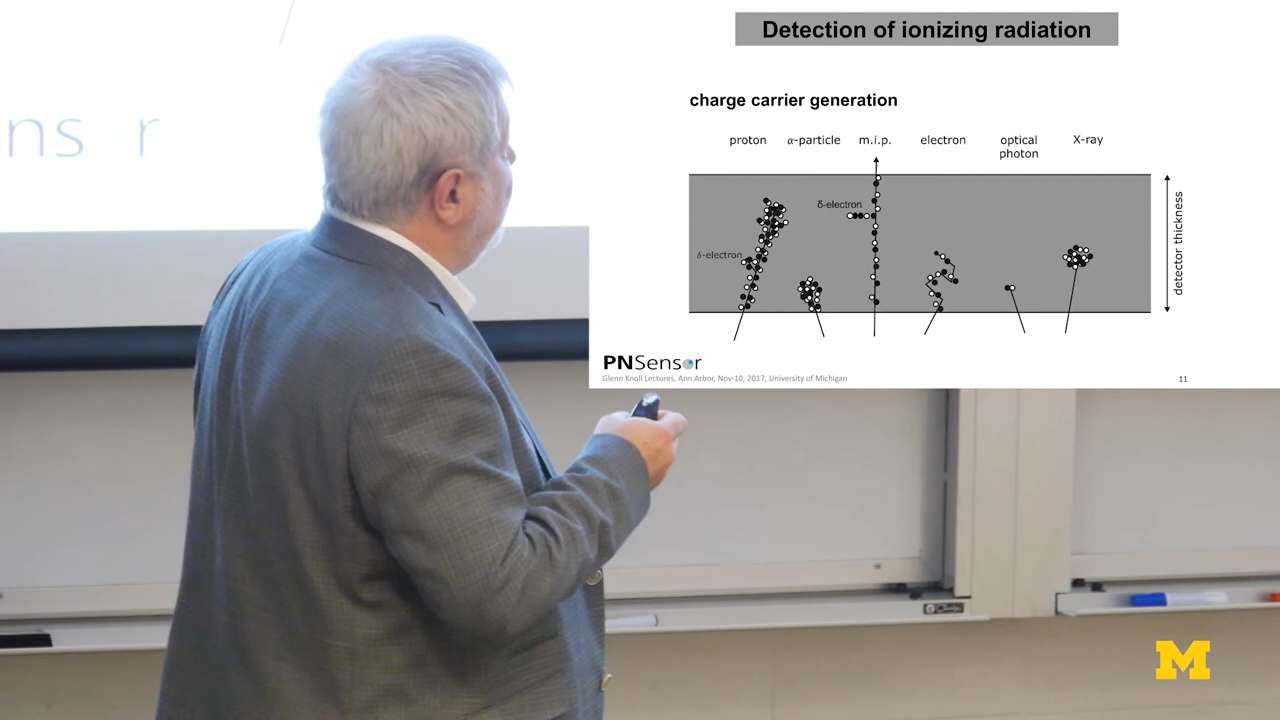 ns r
Detection of ionizing radiation
charge carrier generation
proton
α-particle
m.i.p.
electron
optical
photon
X-ray
δ-electron
δ-electron
detector thickness
PNSensor
Glenn Knoll Lectures, Ann Arbor, Nov-10, 2017, University of Michigan
11
M